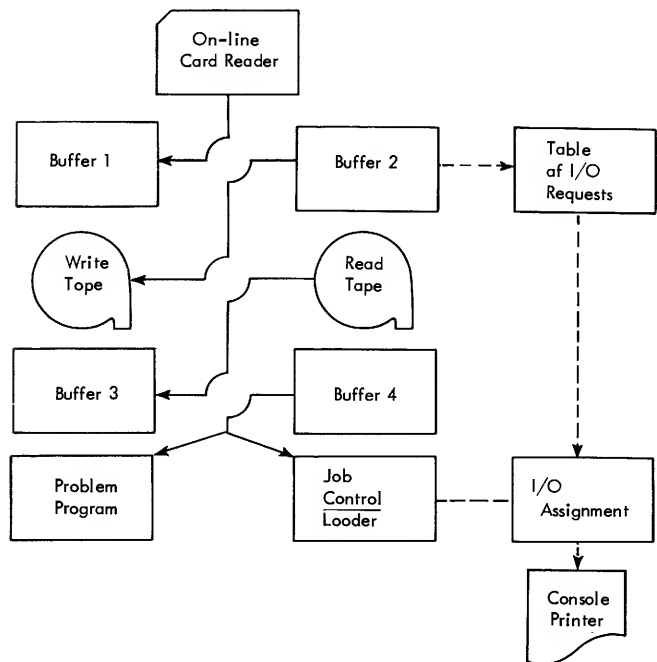 On-line
Card Reader
Buffer 1
Buffer 2
Table
af I/O
Requests
Write
Tope
Read
Tape
Buffer 3
Buffer 4
Problem
Program
Job
Control
Looder
I/O
Assignment
Console
Printer